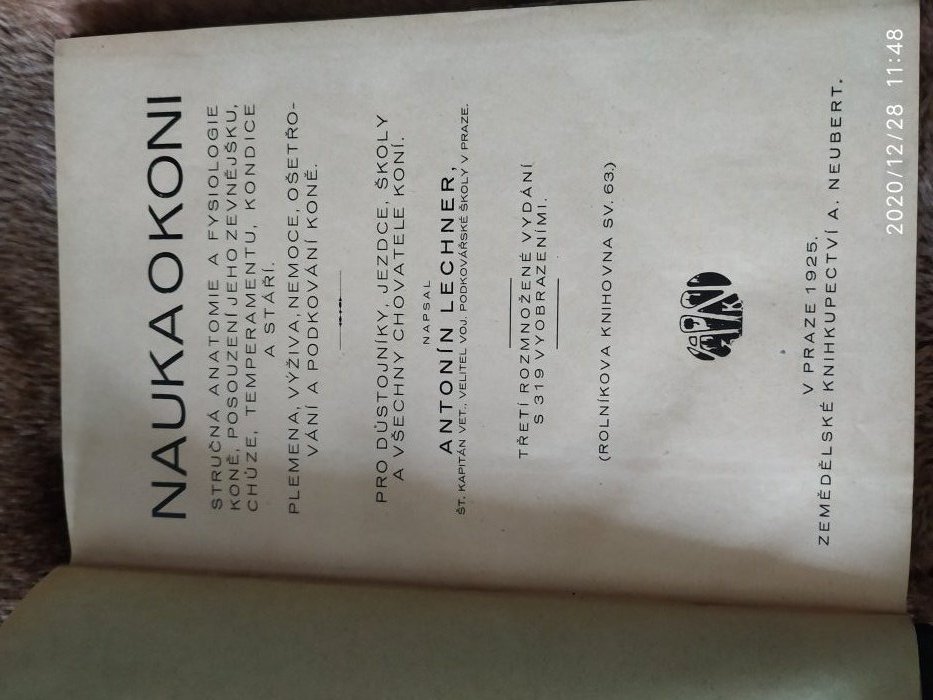 NAUKA O KONI
STRUČNÁ ANATOMIE A FYSIOLOGIE
KONĚ, POSOUZENÍ JEHO ZEVNĚJŠKU,
CHŮZE, TEMPERAMENTU, KONDICE
A STÁŘÍ.
PLEMENA, VÝŽIVA, NEMOCE, OŠETŘO-
VÁNÍ A PODKOVÁNÍ KONĚ.
PRO DŮSTOJNÍKY, JEZDCE, ŠKOLY
A VŠECHNY CHOVATELE KONÍ.
NAPSAL
ANTONÍN LECHNER,
ŠT. KAPITÁN VET., VELITEL VOJ. PODKOVÁŘSKÉ ŠKOLY V PRAZE.
TŘETÍ ROZMNOŽENÉ VYDÁNÍ
S 319 VYOBRAZENÍMI.
(ROLNÍKOVA KNIHOVNA SV. 63.)
V PRAZE 1925.
ZEMĚDĚLSKÉ KNIHKUPECTVÍ A. NEUBERT.
2020/12/28 11:48